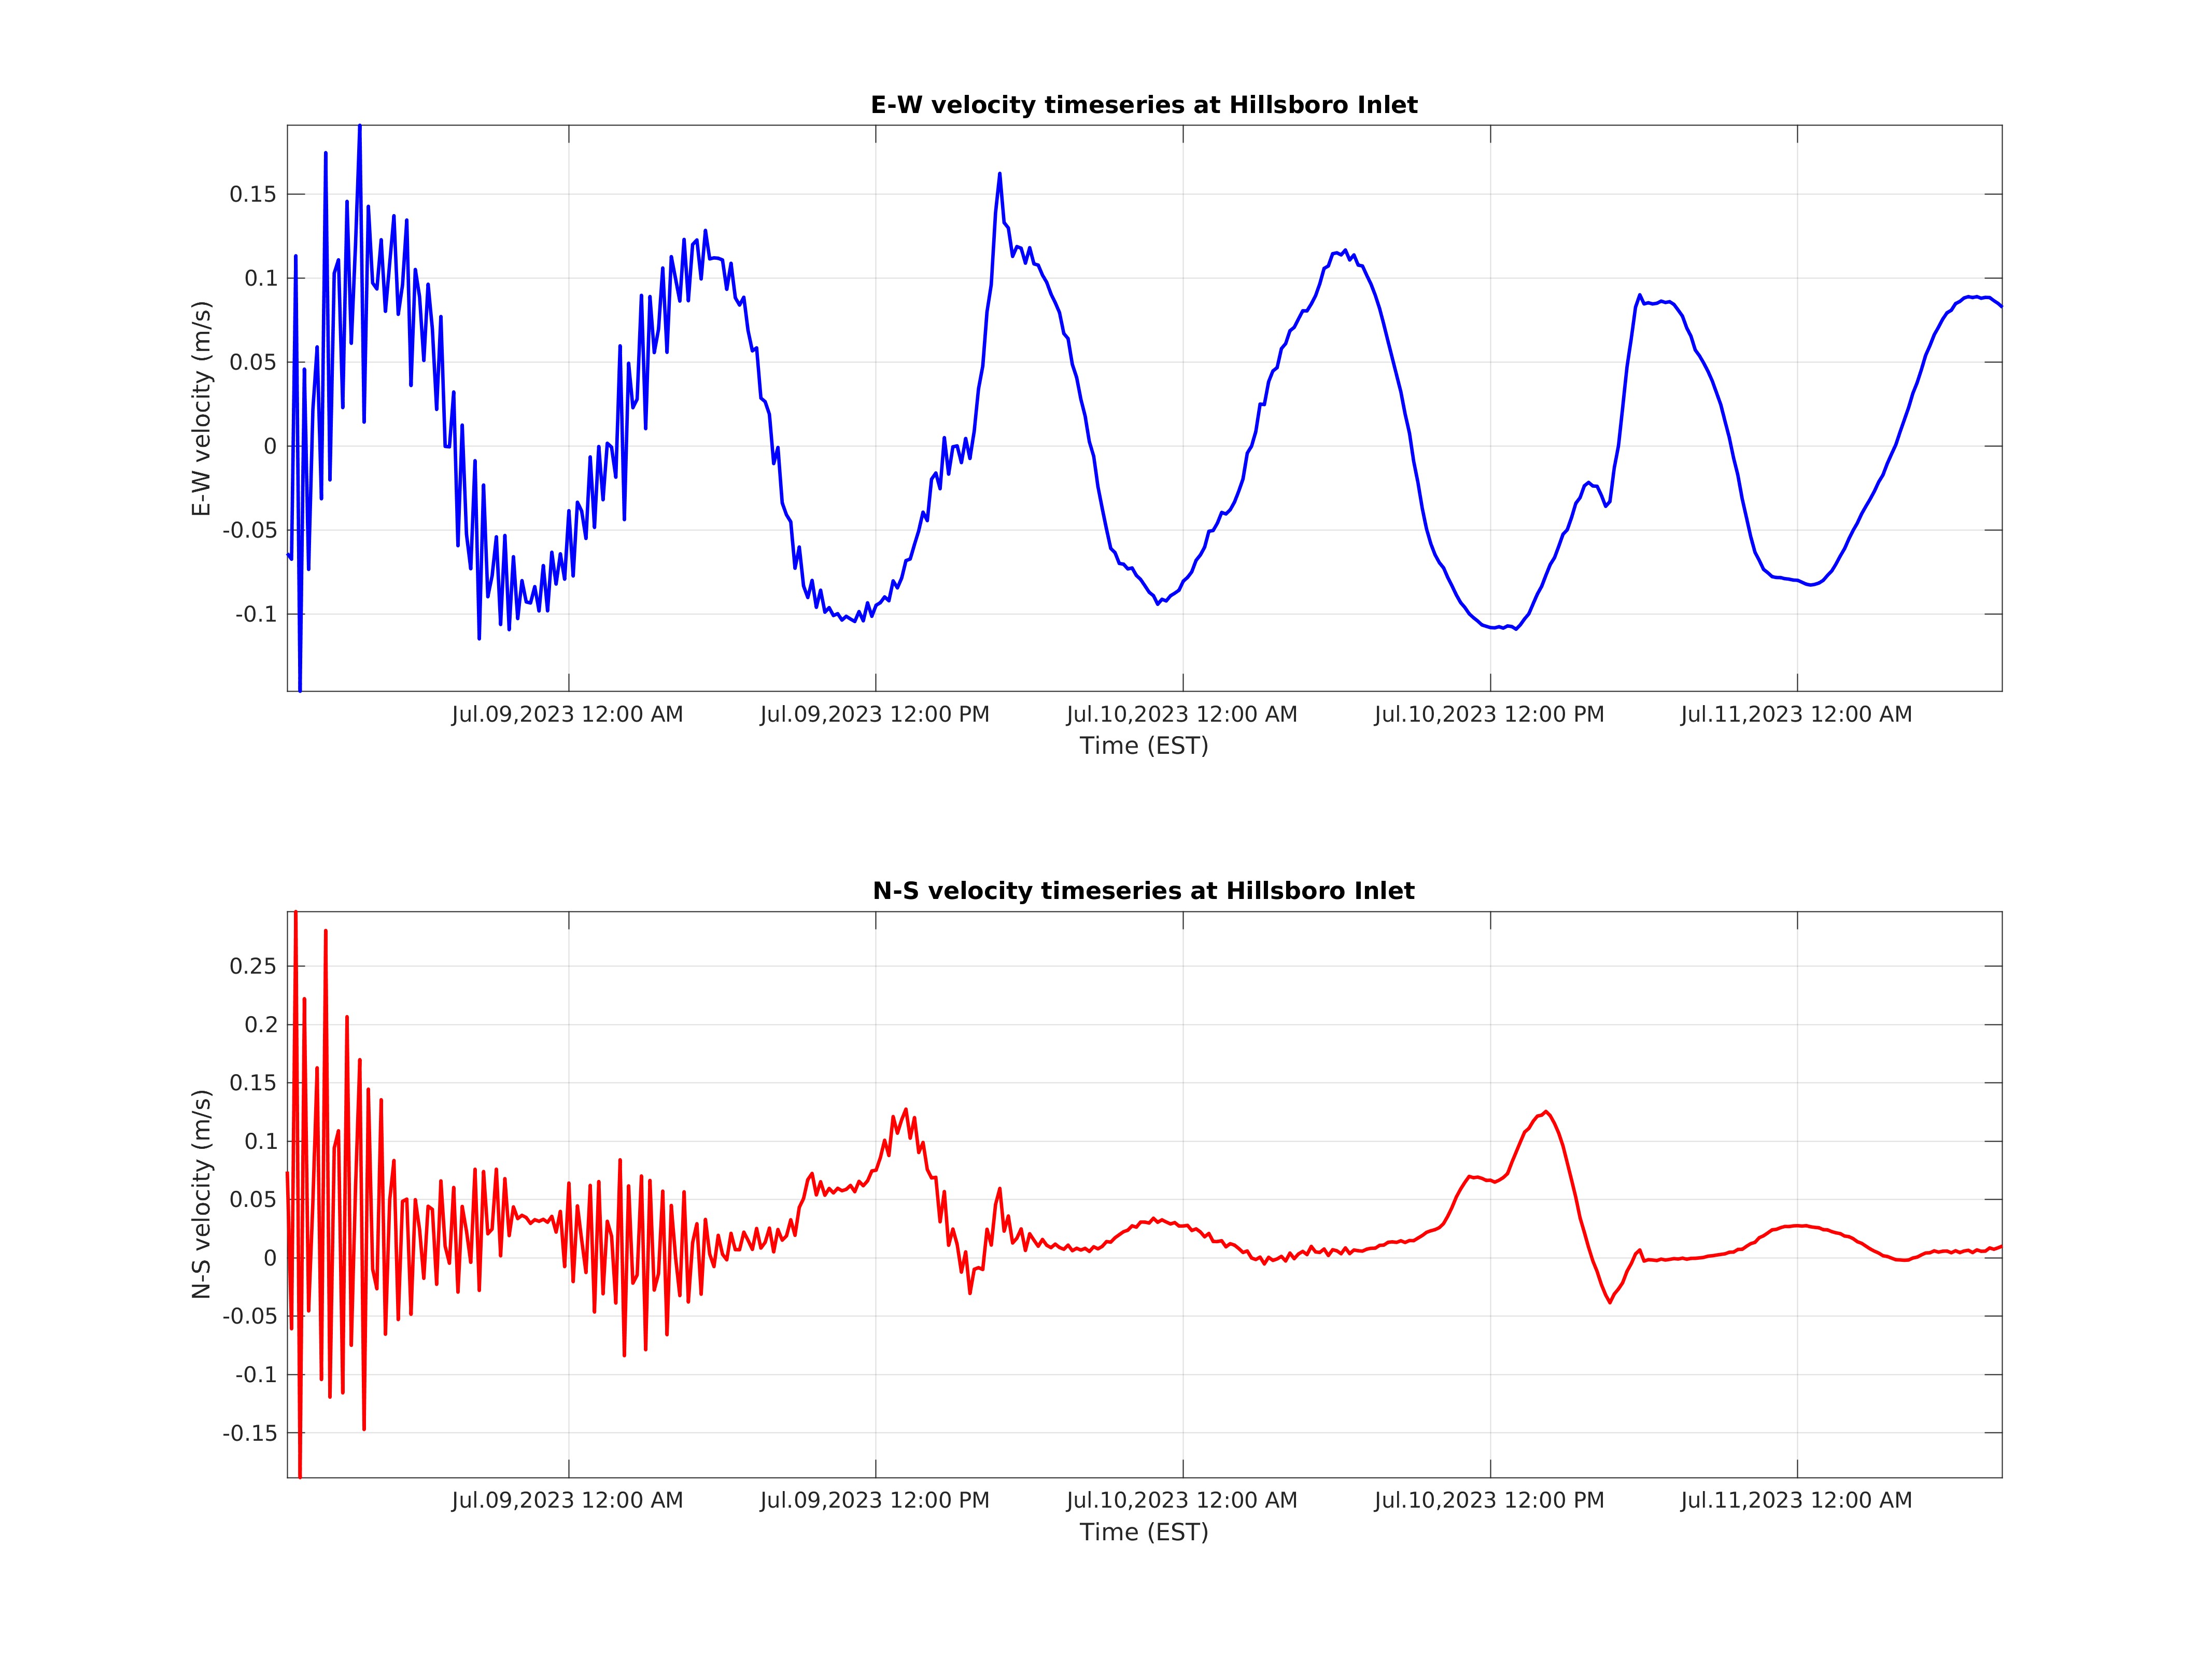 E-W velocity timeseries at Hillsboro Inlet
E-W velocity (m/s)
0.15
0.1
0.05
0
-0.05
-0.1
Jul.09,2023 12:00 AM Jul.09,2023 12:00 PM Jul.10,2023 12:00 AM Jul.10,2023 12:00 PM Jul.11,2023 12:00 AM
Time (EST)
N-S velocity timeseries at Hillsboro Inlet
N-S velocity (m/s)
0.25
0.2
0.15
0.1
0.05
0
-0.05
-0.1
-0.15
Jul.09,2023 12:00 AM Jul.09,2023 12:00 PM Jul.10,2023 12:00 AM Jul.10,2023 12:00 PM Jul.11,2023 12:00 AM
Time (EST)